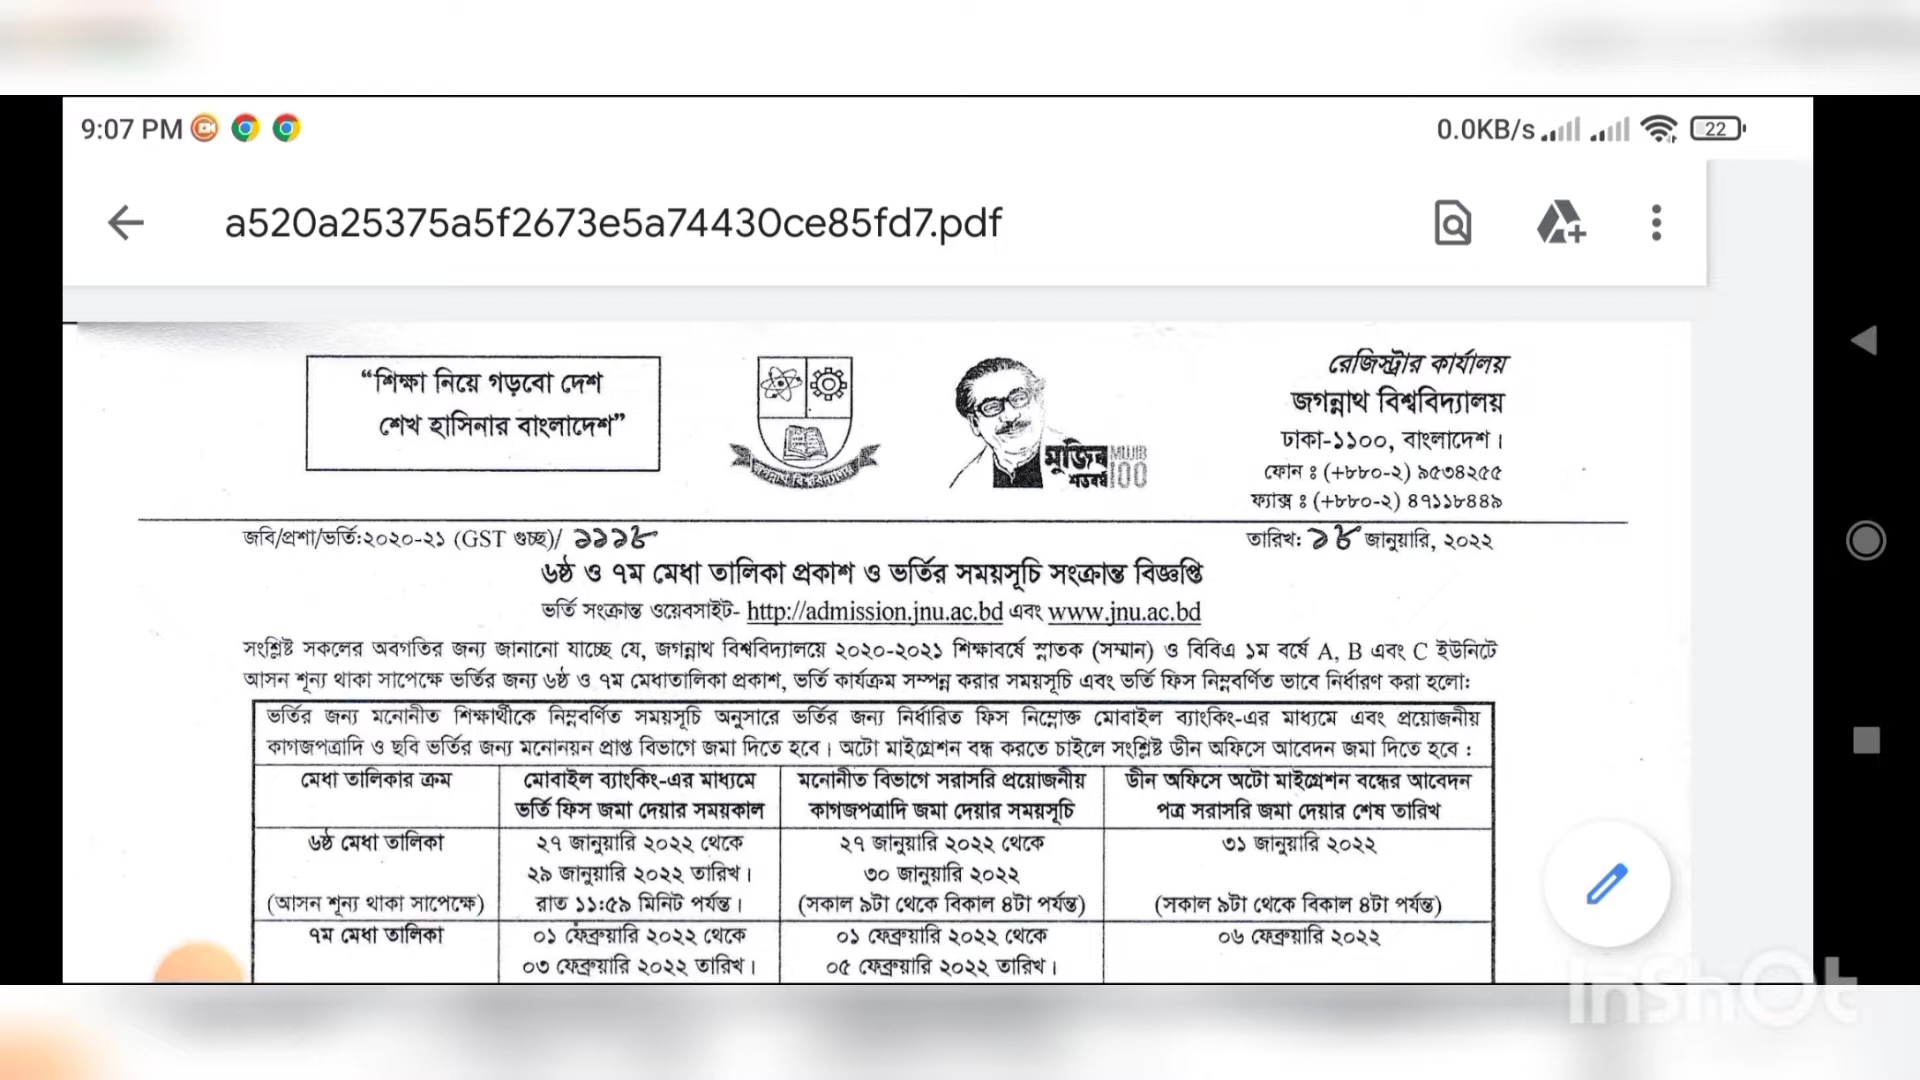 9:07 PM
0.0KB/s
22
a520a25375a5f2673e5a74430ce85fd7.pdf
“শিক্ষা নিয়ে গড়বো দেশ
শেখ হাসিনার বাংলাদেশ”
জগন্নাথ বিশ্ববিদ্যালয়
মুজিব
শতবর্ষ
MUJIB
100
রেজিস্ট্রার কার্যালয়
জগন্নাথ বিশ্ববিদ্যালয়
ঢাকা-১১০০, বাংলাদেশ।
ফোন ঃ (+৮৮০-২) ৯৫৩৪২৫৫
ফ্যাক্স ঃ (+৮৮০-২) ৪৭১১৮৪৪৯
জবি/প্রশা/ভর্তি:২০২০-২১ (GST গুচ্ছ)/ ১১১৮
তারিখ: ১৮ জানুয়ারি, ২০২২
৬ষ্ঠ ও ৭ম মেধা তালিকা প্রকাশ ও ভর্তির সময়সূচি সংক্রান্ত বিজ্ঞপ্তি
ভর্তি সংক্রান্ত ওয়েবসাইট- http://admission.jnu.ac.bd এবং www.jnu.ac.bd
সংশ্লিষ্ট সকলের অবগতির জন্য জানানো যাচ্ছে যে, জগন্নাথ বিশ্ববিদ্যালয়ে ২০২০-২০২১ শিক্ষাবর্ষে স্নাতক (সম্মান) ও বিবিএ ১ম বর্ষে A, B এবং C ইউনিটে
আসন শূন্য থাকা সাপেক্ষে ভর্তির জন্য ৬ষ্ঠ ও ৭ম মেধাতালিকা প্রকাশ, ভর্তি কার্যক্রম সম্পন্ন করার সময়সূচি এবং ভর্তি ফিস নিম্নবর্ণিত ভাবে নির্ধারণ করা হলো:
ভর্তির জন্য মনোনীত শিক্ষার্থীকে নিম্নবর্ণিত সময়সূচি অনুসারে ভর্তির জন্য নির্ধারিত ফিস নিম্নোক্ত মোবাইল ব্যাংকিং-এর মাধ্যমে এবং প্রয়োজনীয়
কাগজপত্রাদি ও ছবি ভর্তির জন্য মনোনয়ন প্রাপ্ত বিভাগে জমা দিতে হবে। অটো মাইগ্রেশন বন্ধ করতে চাইলে সংশ্লিষ্ট ডীন অফিসে আবেদন জমা দিতে হবে :
মেধা তালিকার ক্রম
মোবাইল ব্যাংকিং-এর মাধ্যমে
ভর্তি ফিস জমা দেয়ার সময়কাল
মনোনীত বিভাগে সরাসরি প্রয়োজনীয়
কাগজপত্রাদি জমা দেয়ার সময়সূচি
ডীন অফিসে অটো মাইগ্রেশন বন্ধের আবেদন
পত্র সরাসরি জমা দেয়ার শেষ তারিখ
৬ষ্ঠ মেধা তালিকা
(আসন শূন্য থাকা সাপেক্ষে)
২৭ জানুয়ারি ২০২২ থেকে
২৯ জানুয়ারি ২০২২ তারিখ।
রাত ১১:৫৯ মিনিট পর্যন্ত।
২৭ জানুয়ারি ২০২২ থেকে
৩০ জানুয়ারি ২০২২
(সকাল ৯টা থেকে বিকাল ৪টা পর্যন্ত)
৩১ জানুয়ারি ২০২২
(সকাল ৯টা থেকে বিকাল ৪টা পর্যন্ত)
৭ম মেধা তালিকা
০১ ফেব্রুয়ারি ২০২২ থেকে
০৩ ফেব্রুয়ারি ২০২২ তারিখ।
০১ ফেব্রুয়ারি ২০২২ থেকে
০৫ ফেব্রুয়ারি ২০২২ তারিখ।
০৬ ফেব্রুয়ারি ২০২২
InShOt